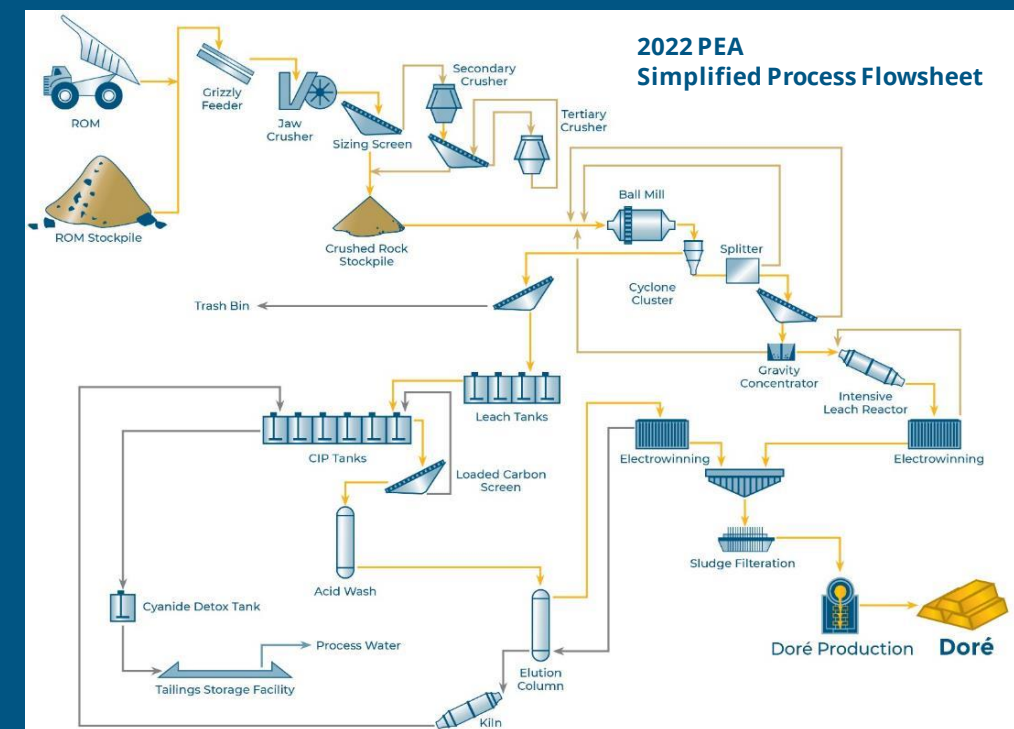 2022 PEA
Simplified Process Flowsheet
ROM
Grizzly
Feeder
Jaw
Crusher
Sizing Screen
Secondary
Crusher
Tertiary
Crusher
ROM Stockpile
Crushed Rock
Stockpile
Ball Mill
Splitter
Cyclone
Cluster
Trash Bin
Gravity
Concentrator
Intensive
Leach Reactor
Leach Tanks
CIP Tanks
Loaded Carbon
Screen
Electrowinning
Electrowinning
Acid Wash
Sludge Filteration
Cyanide Detox Tank
Process Water
Tailings Storage Facility
Elution
Column
Kiln
Doré Production
Doré